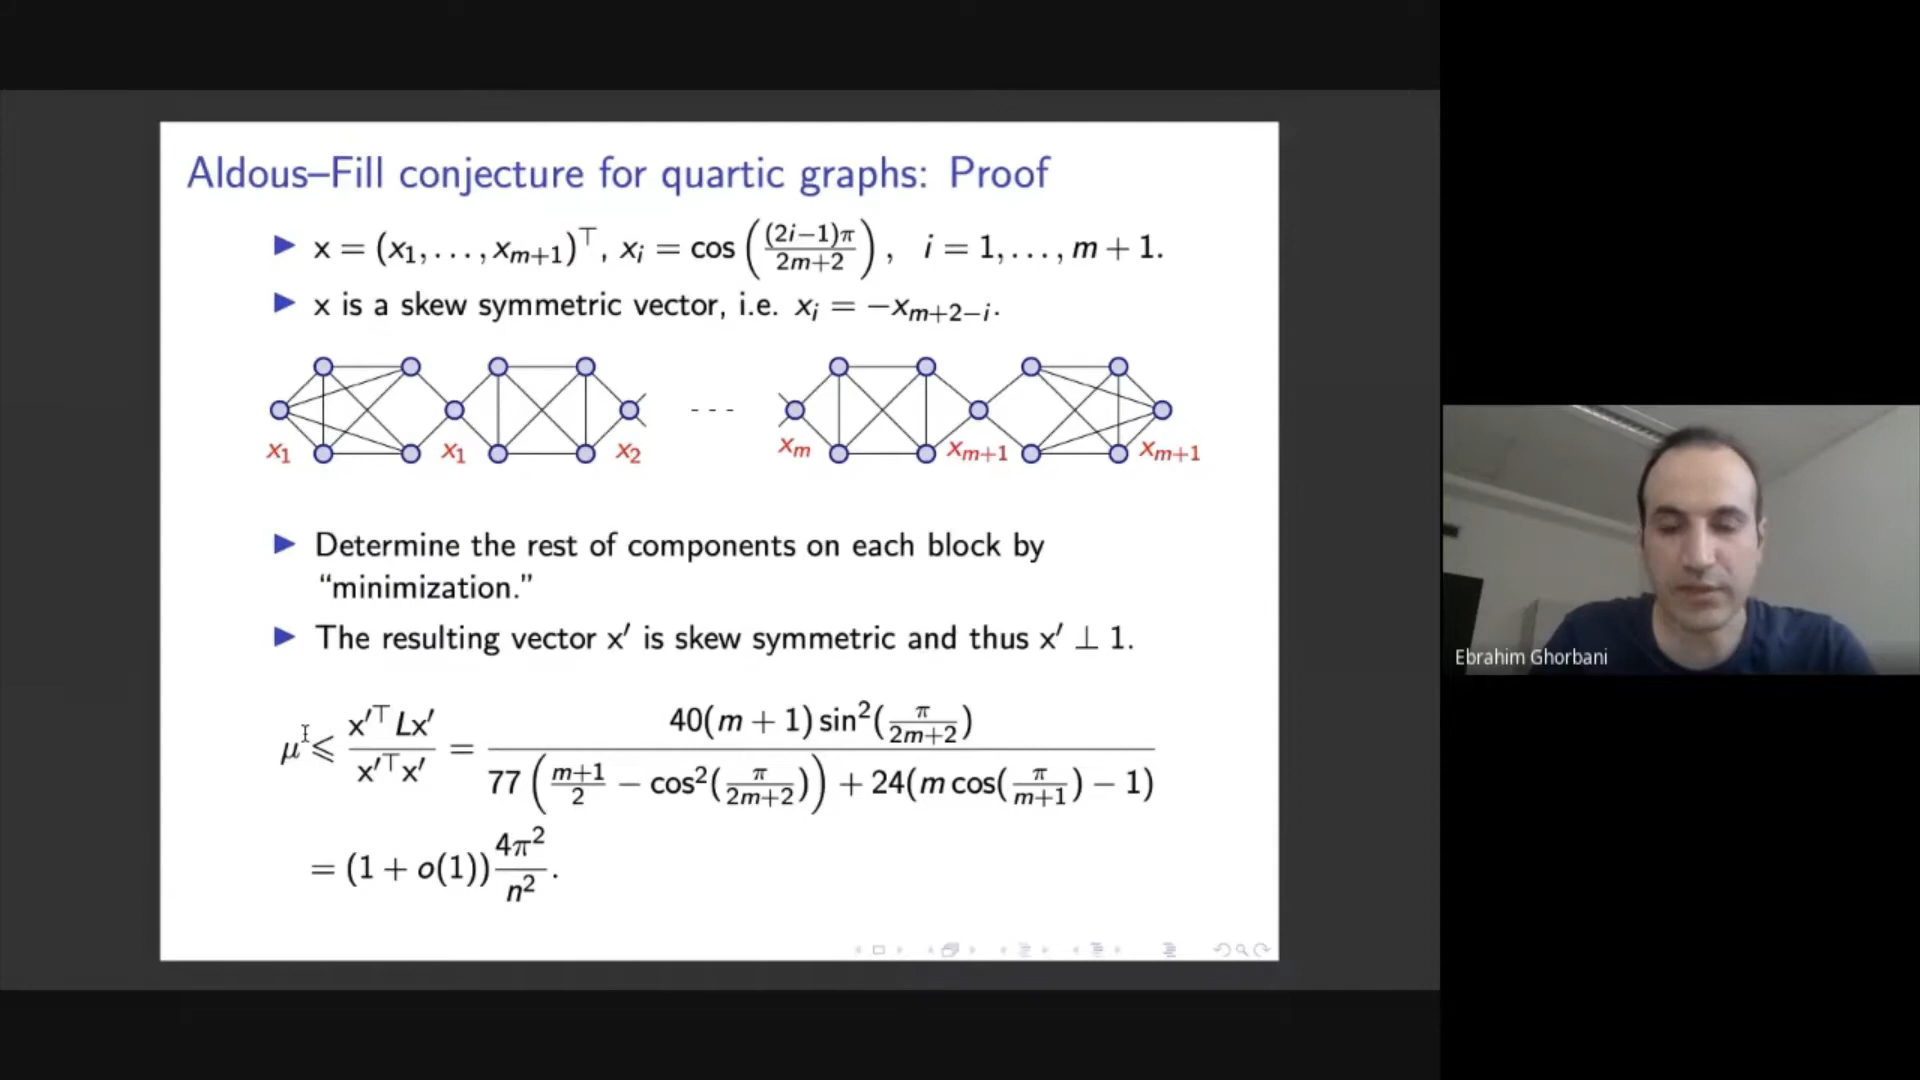 Aldous–Fill conjecture for quartic graphs: Proof
▶ x = (x₁, . . . , xₘ₊₁)ᵀ, xᵢ = cos((2i−1)π / 2m+2), i = 1, . . . , m + 1.
▶ x is a skew symmetric vector, i.e. xᵢ = −xₘ₊₂₋ᵢ.
x₁ x₁ x₂ - - - xₘ xₘ₊₁ xₘ₊₁
▶ Determine the rest of components on each block by
“minimization.”
▶ The resulting vector x′ is skew symmetric and thus x′ ⊥ 1.
μ ⩽ x′ᵀLx′ / x′ᵀx′ = 40(m + 1) sin²(π / 2m+2) / 77(m+1 / 2 − cos²(π / 2m+2)) + 24(m cos(π / m+1) − 1)
= (1 + o(1)) 4π² / n².
Ebrahim Ghorbani